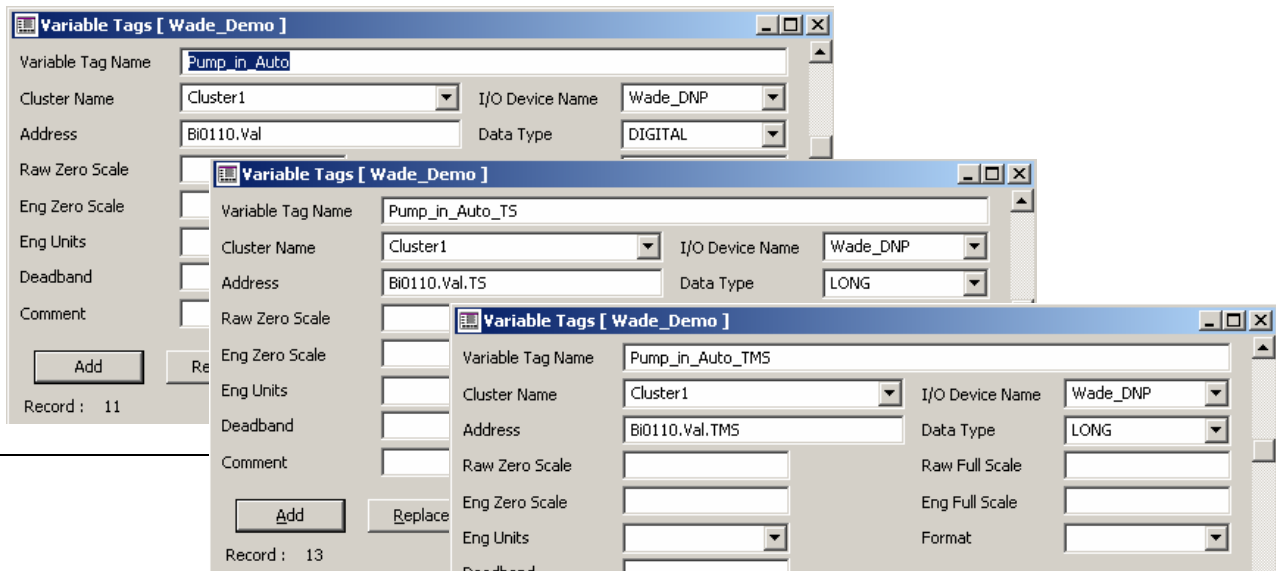 Variable Tags [ Wade_Demo ]
Variable Tag Name Pump_in_Auto
Cluster Name Cluster1 I/O Device Name Wade_DNP
Address Bi0110.Val Data Type DIGITAL
Raw Zero Scale
Eng Zero Scale
Eng Units
Deadband
Comment
Add Re
Record : 11
Variable Tags [ Wade_Demo ]
Variable Tag Name Pump_in_Auto_TS
Cluster Name Cluster1 I/O Device Name Wade_DNP
Address Bi0110.Val.TS Data Type LONG
Raw Zero Scale
Eng Zero Scale
Eng Units
Deadband
Comment
Add Replace
Record : 13
Variable Tags [ Wade_Demo ]
Variable Tag Name Pump_in_Auto_TMS
Cluster Name Cluster1 I/O Device Name Wade_DNP
Address Bi0110.Val.TMS Data Type LONG
Raw Zero Scale Raw Full Scale
Eng Zero Scale Eng Full Scale
Eng Units Format
Deadband